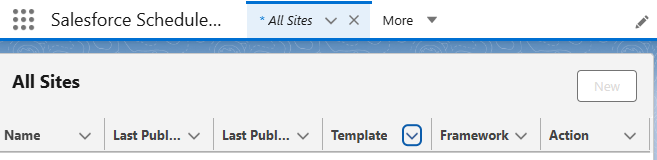 Salesforce Schedule... * All Sites More
All Sites New
Name Last Publ... Last Publ... Template Framework Action